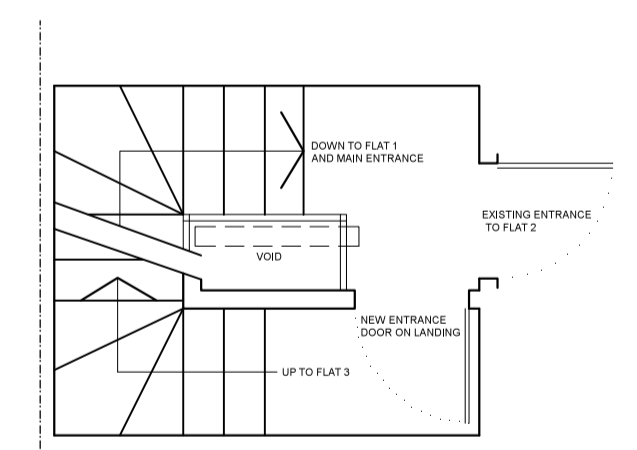 DOWN TO FLAT 1
AND MAIN ENTRANCE
EXISTING ENTRANCE
TO FLAT 2
VOID
NEW ENTRANCE
DOOR ON LANDING
UP TO FLAT 3